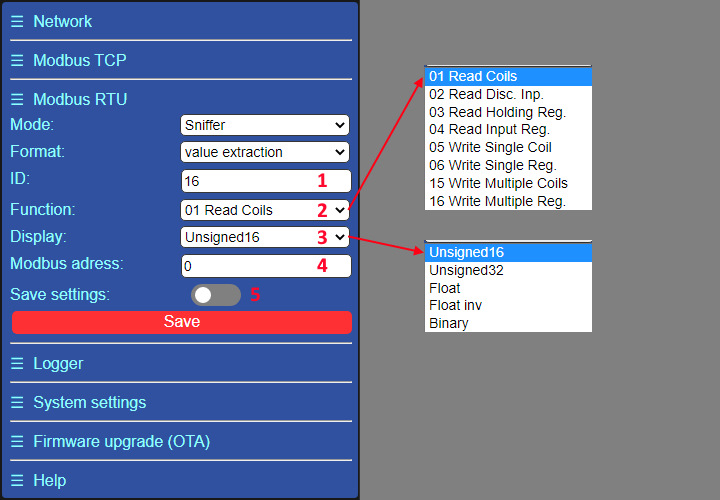 ☰ Network
☰ Modbus TCP
☰ Modbus RTU
Mode: Sniffer
Format: value extraction
ID: 16 1
Function: 01 Read Coils 2
Display: Unsigned16 3
Modbus adress: 0 4
Save settings: 5
Save
☰ Logger
☰ System settings
☰ Firmware upgrade (OTA)
☰ Help
01 Read Coils
02 Read Disc. Inp.
03 Read Holding Reg.
04 Read Input Reg.
05 Write Single Coil
06 Write Single Reg.
15 Write Multiple Coils
16 Write Multiple Reg.
Unsigned16
Unsigned32
Float
Float inv
Binary